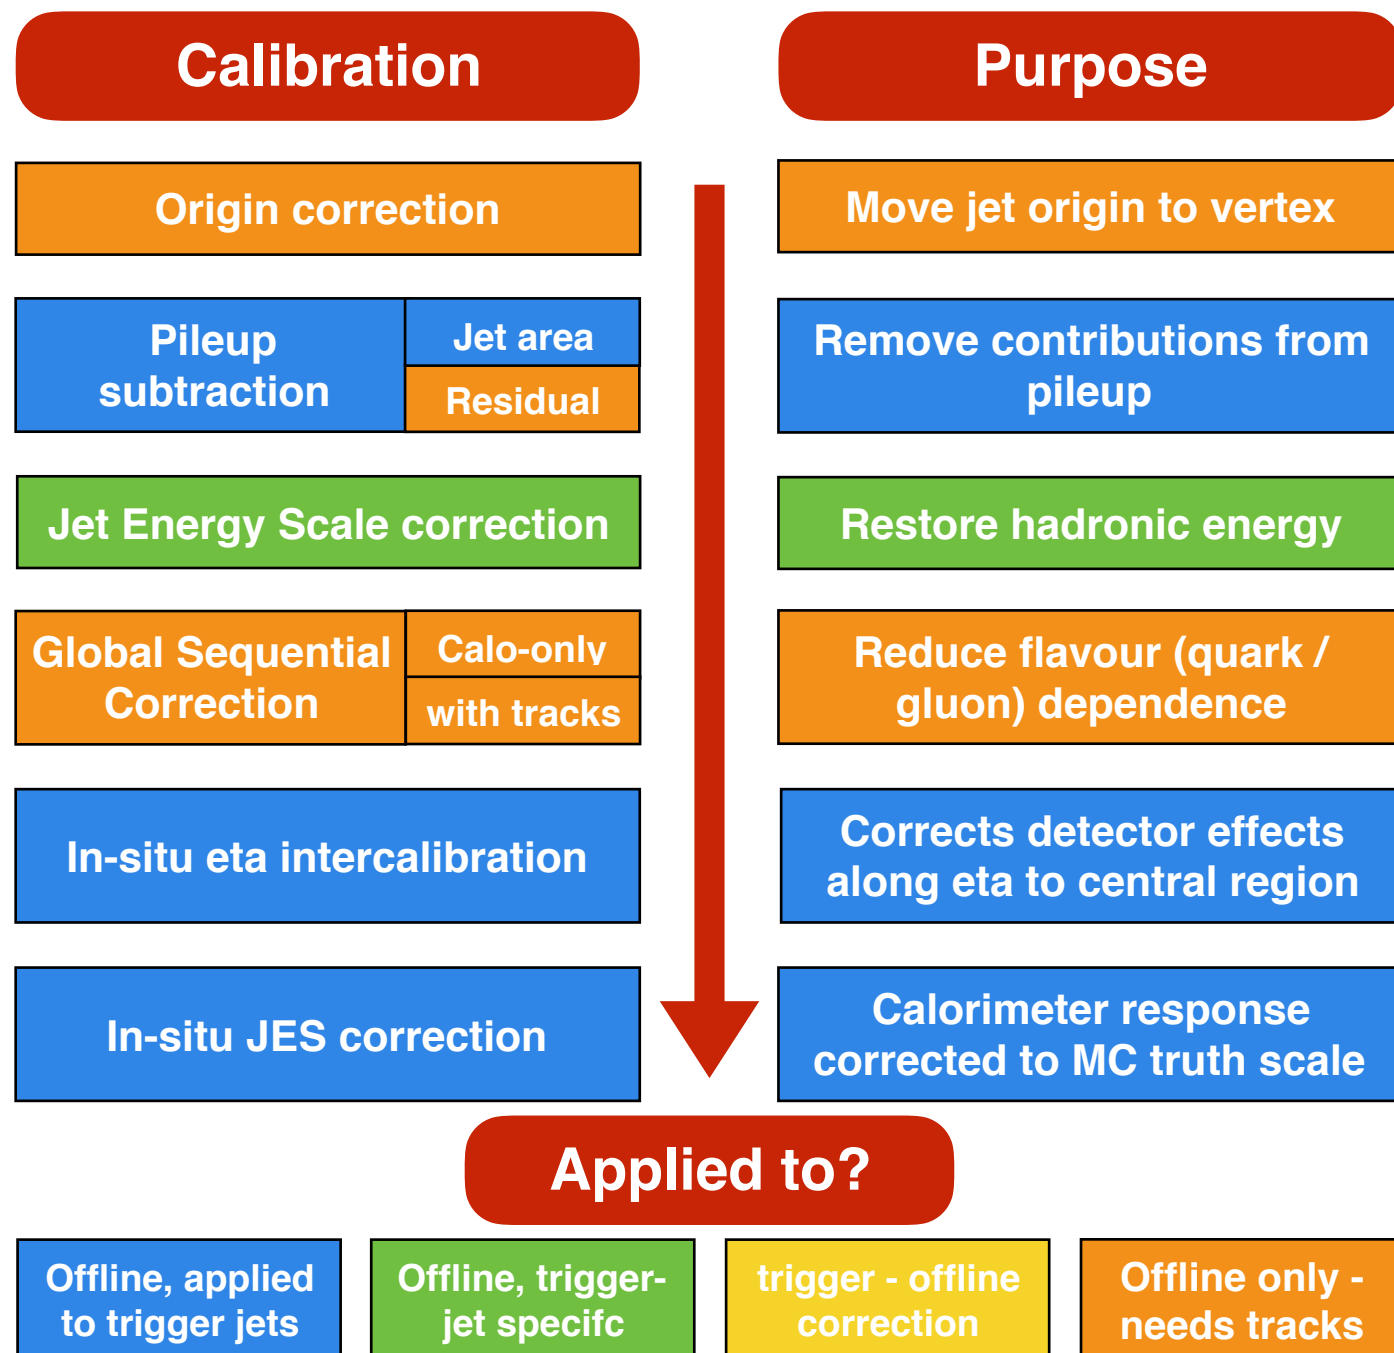 Calibration
Purpose
Origin correction
Move jet origin to vertex
Pileup
subtraction
Jet area
Residual
Remove contributions from
pileup
Jet Energy Scale correction
Restore hadronic energy
Global Sequential
Correction
Calo-only
with tracks
Reduce flavour (quark /
gluon) dependence
In-situ eta intercalibration
Corrects detector effects
along eta to central region
In-situ JES correction
Calorimeter response
corrected to MC truth scale
Applied to?
Offline, applied
to trigger jets
Offline, trigger-
jet specifc
trigger - offline
correction
Offline only -
needs tracks